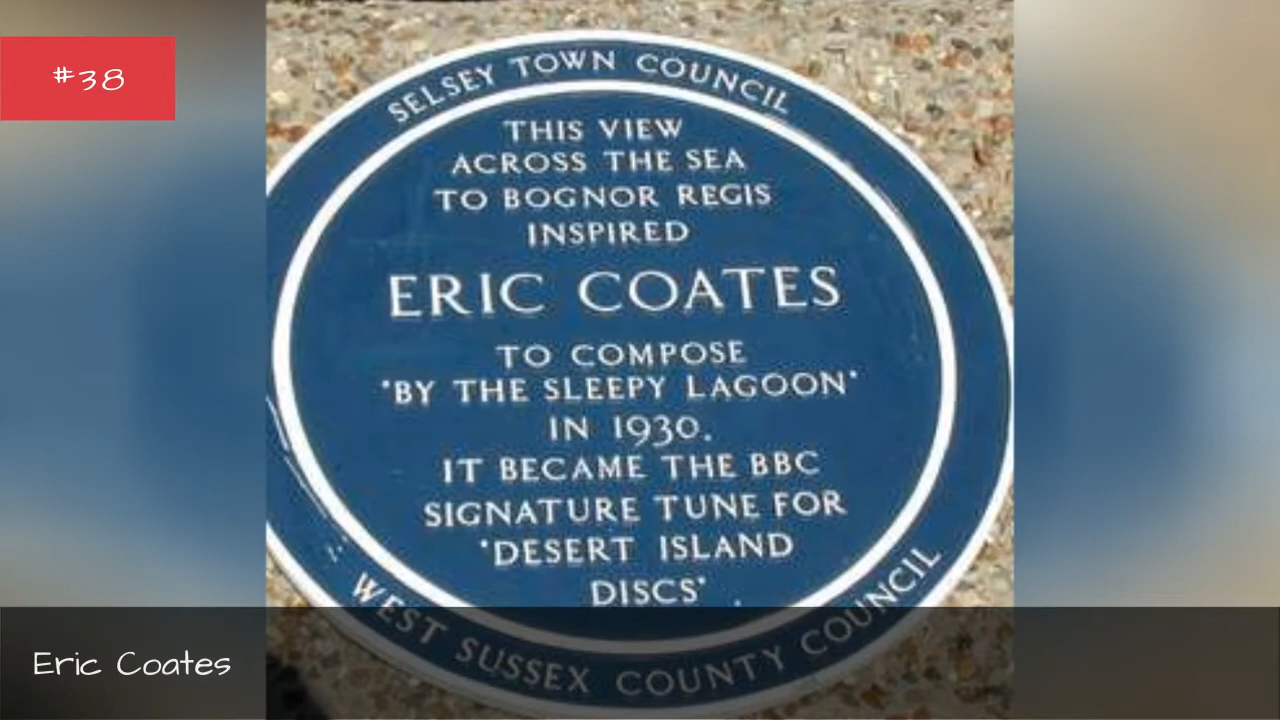 #38
SELSEY TOWN COUNCIL
THIS VIEW
ACROSS THE SEA
TO BOGNOR REGIS
INSPIRED
ERIC COATES
TO COMPOSE
'BY THE SLEEPY LAGOON'
IN 1930.
IT BECAME THE BBC
SIGNATURE TUNE FOR
'DESERT ISLAND
DISCS'
WEST SUSSEX COUNTY COUNCIL
Eric Coates